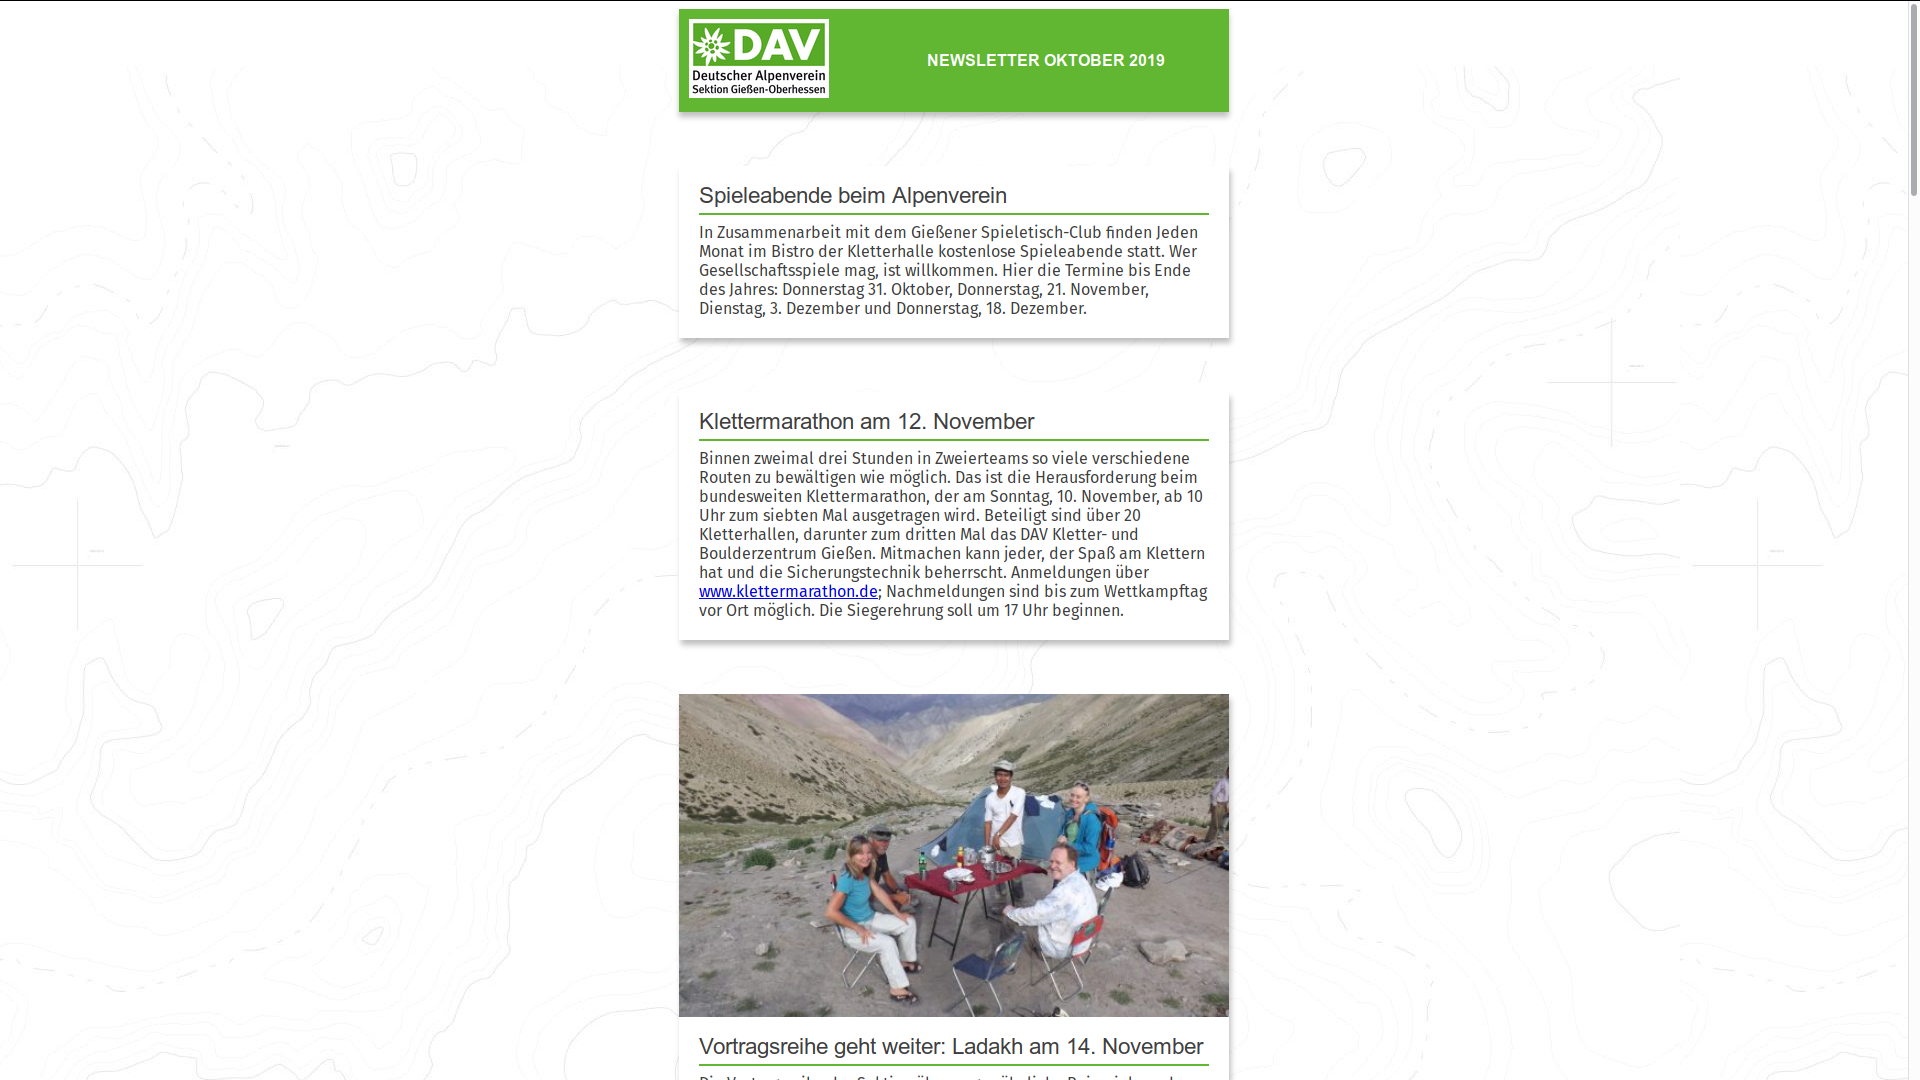 DAV
Deutscher Alpenverein
Sektion Gießen-Oberhessen
NEWSLETTER OKTOBER 2019
Spieleabende beim Alpenverein
In Zusammenarbeit mit dem Gießener Spieletisch-Club finden Jeden
Monat im Bistro der Kletterhalle kostenlose Spieleabende statt. Wer
Gesellschaftsspiele mag, ist willkommen. Hier die Termine bis Ende
des Jahres: Donnerstag 31. Oktober, Donnerstag, 21. November,
Dienstag, 3. Dezember und Donnerstag, 18. Dezember.
Klettermarathon am 12. November
Binnen zweimal drei Stunden in Zweierteams so viele verschiedene
Routen zu bewältigen wie möglich. Das ist die Herausforderung beim
bundesweiten Klettermarathon, der am Sonntag, 10. November, ab 10
Uhr zum siebten Mal ausgetragen wird. Beteiligt sind über 20
Kletterhallen, darunter zum dritten Mal das DAV Kletter- und
Boulderzentrum Gießen. Mitmachen kann jeder, der Spaß am Klettern
hat und die Sicherungstechnik beherrscht. Anmeldungen über
www.klettermarathon.de; Nachmeldungen sind bis zum Wettkampftag
vor Ort möglich. Die Siegerehrung soll um 17 Uhr beginnen.
Vortragsreihe geht weiter: Ladakh am 14. November